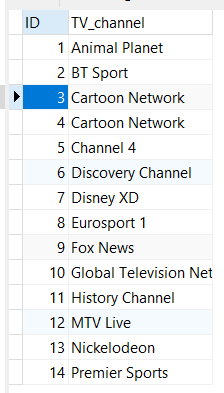 ID TV_channel
1 Animal Planet
2 BT Sport
3 Cartoon Network
4 Cartoon Network
5 Channel 4
6 Discovery Channel
7 Disney XD
8 Eurosport 1
9 Fox News
10 Global Television Net
11 History Channel
12 MTV Live
13 Nickelodeon
14 Premier Sports